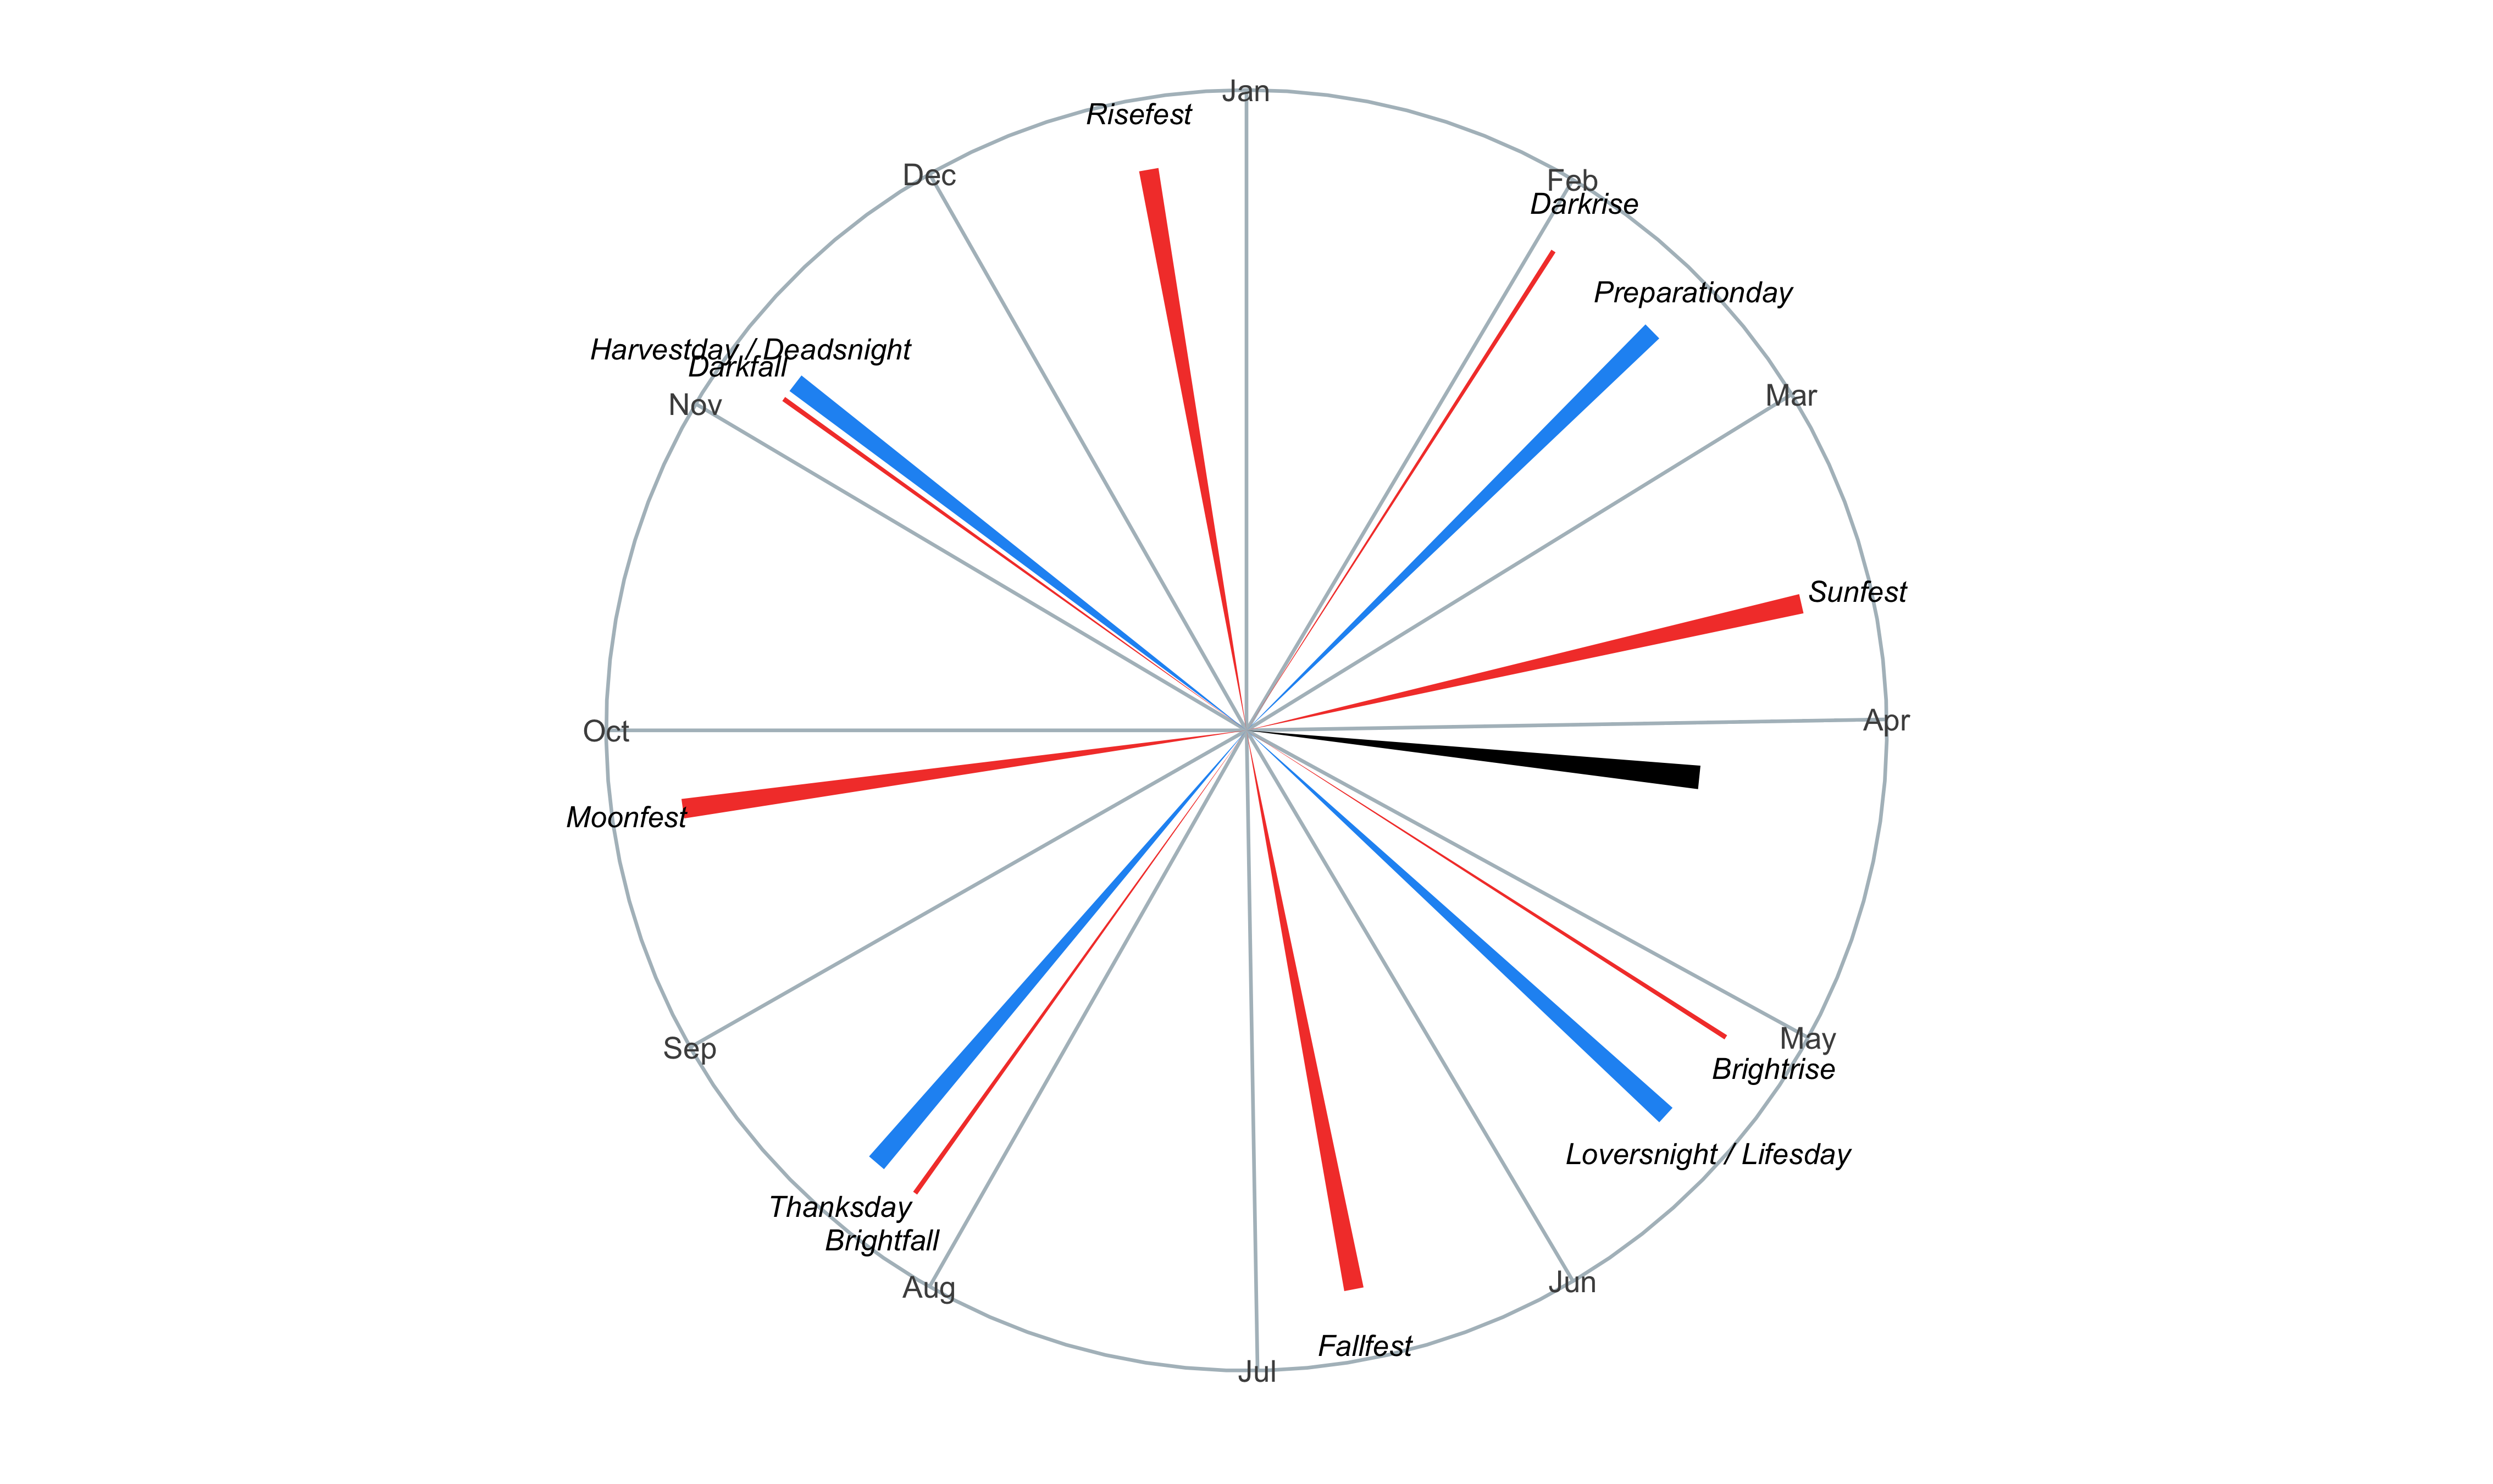 Jan
Risefest
Dec
Feb
Darkrise
Preparationday
Harvestday / Deadsnight
Darkfall
Nov
Mar
Sunfest
Apr
Oct
Moonfest
May
Brightrise
Sep
Loversnight / Lifesday
Thanksday
Brightfall
Aug
Jun
Fallfest
Jul